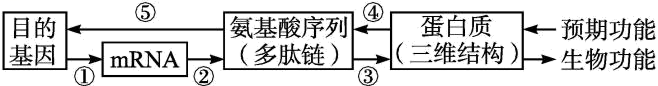 ⑤
目的
基因
①
mRNA
②
氨基酸序列
(多肽链)
④
③
蛋白质
(三维结构)
预期功能
生物功能